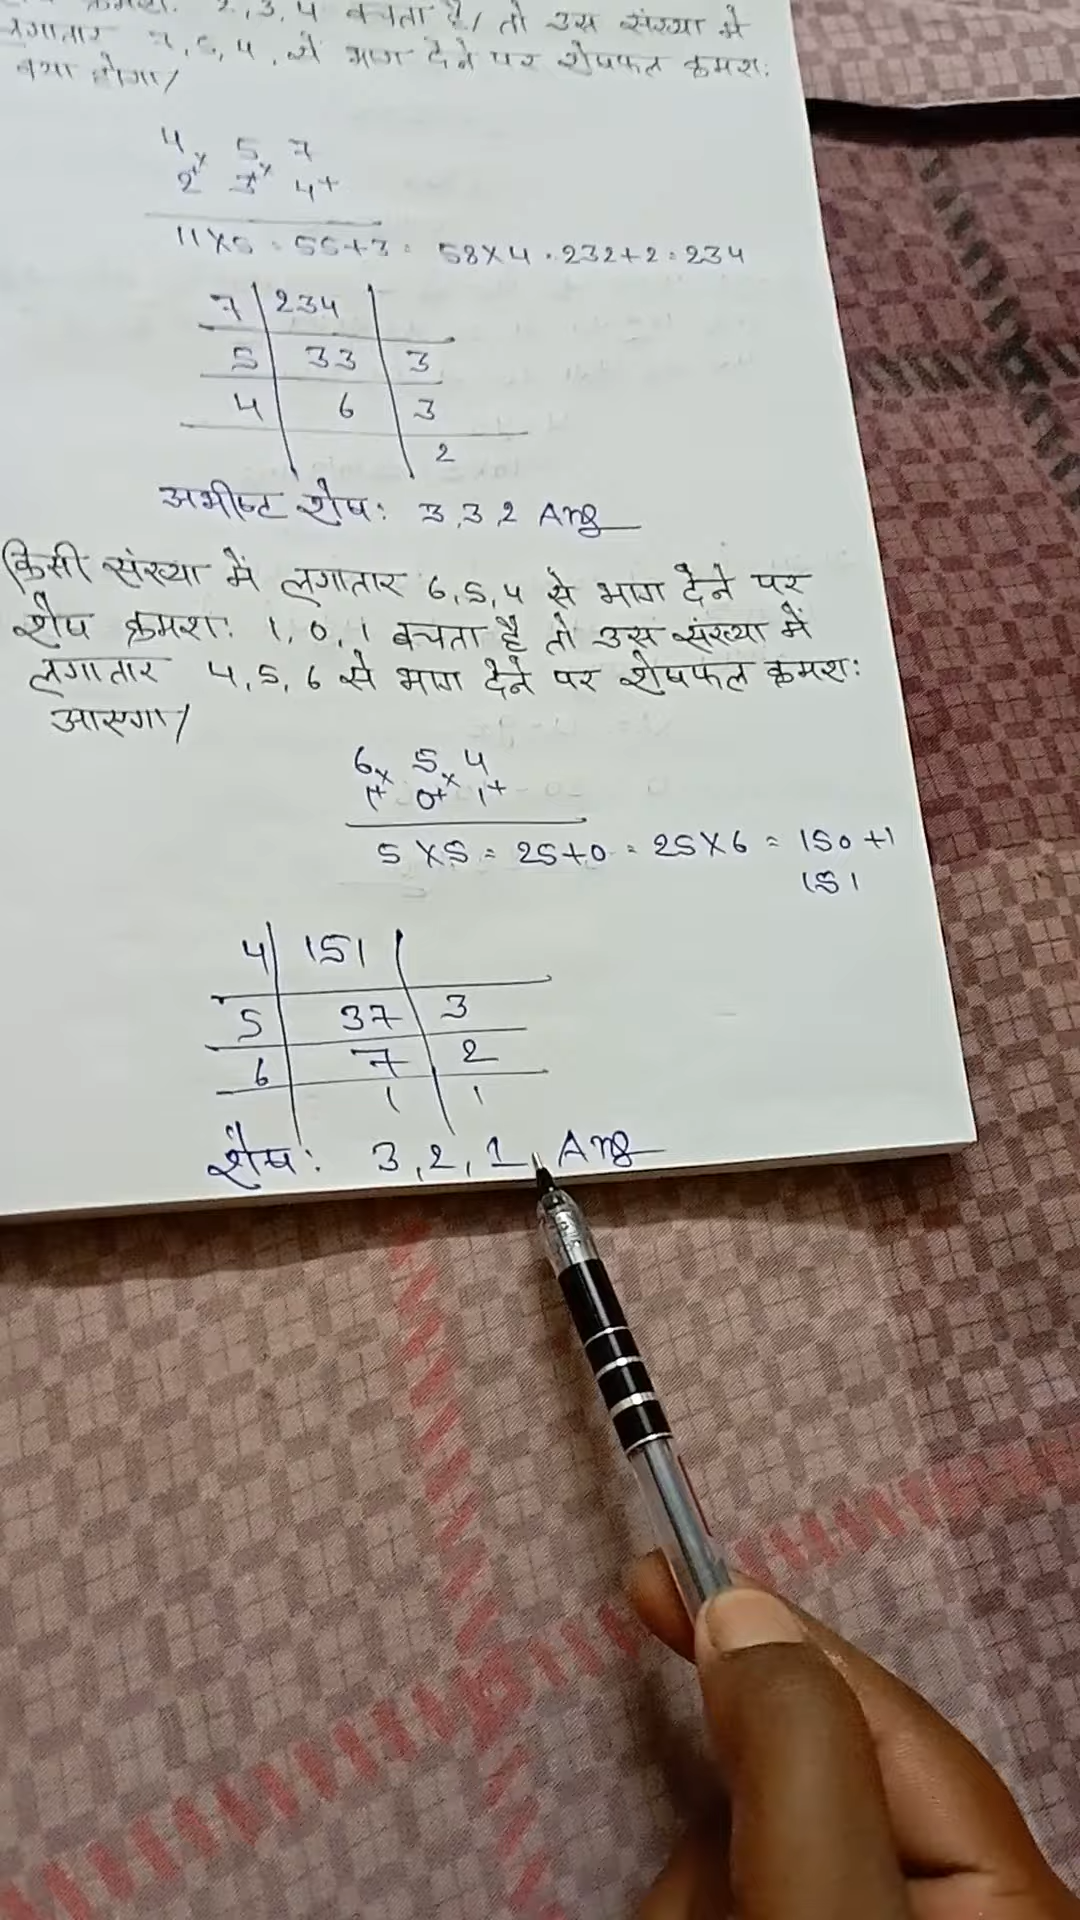 क्रमशः 2,3,4 बचता है/ तो उस संख्या में
लगातार 7,5,4, से भाग देने पर शेषफल क्रमशः
क्या होगा/
4 5 7
2 3 4
11×5 = 55+3 = 58×4 = 232+2 = 234
7 | 234 |
5 | 33 | 3
4 | 6 | 3
2
अभीष्ट शेष: 3,3,2 Ans
किसी संख्या में लगातार 6,5,4 से भाग देने पर
शेष क्रमशः 1,0,1 बचता है तो उस संख्या में
लगातार 4,5,6 से भाग देने पर शेषफल क्रमशः
आएगा/
6× 5× 4
1+ 0+ 1+
5×5 = 25+0 = 25×6 = 150+1
151
4 | 151 |
5 | 37 | 3
6 | 7 | 2
1 | 1
शेष: 3,2,1, Ans